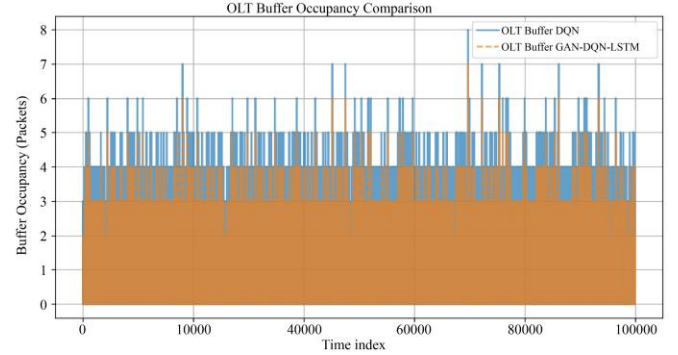 OLT Buffer Occupancy Comparison
OLT Buffer DQN
OLT Buffer GAN-DQN-LSTM
Buffer Occupancy (Packets)
8
7
6
5
4
3
2
1
0
0 20000 40000 60000 80000 100000
Time index